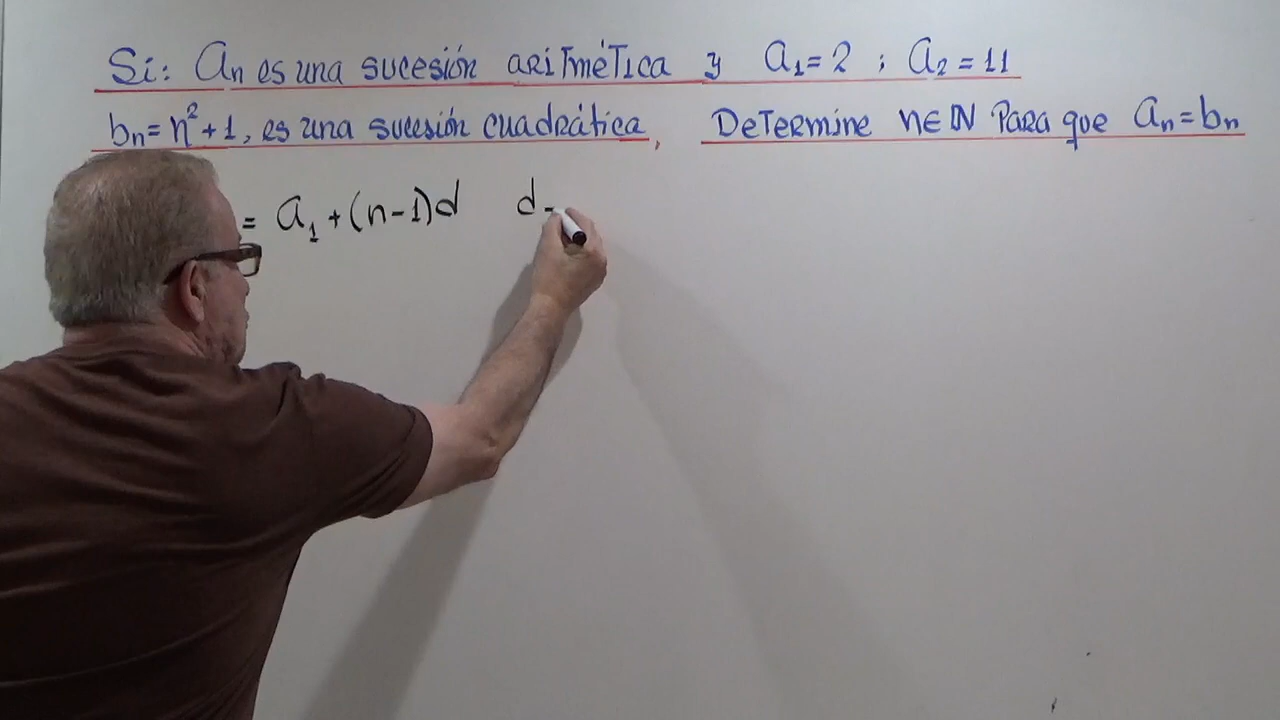 Si: an es una sucesión aritmética y a₁ = 2 ; a₂ = 11
bn = n² + 1, es una sucesión cuadrática, Determine n∈ℕ Para que an = bn
= a₁ + (n-1)d d-